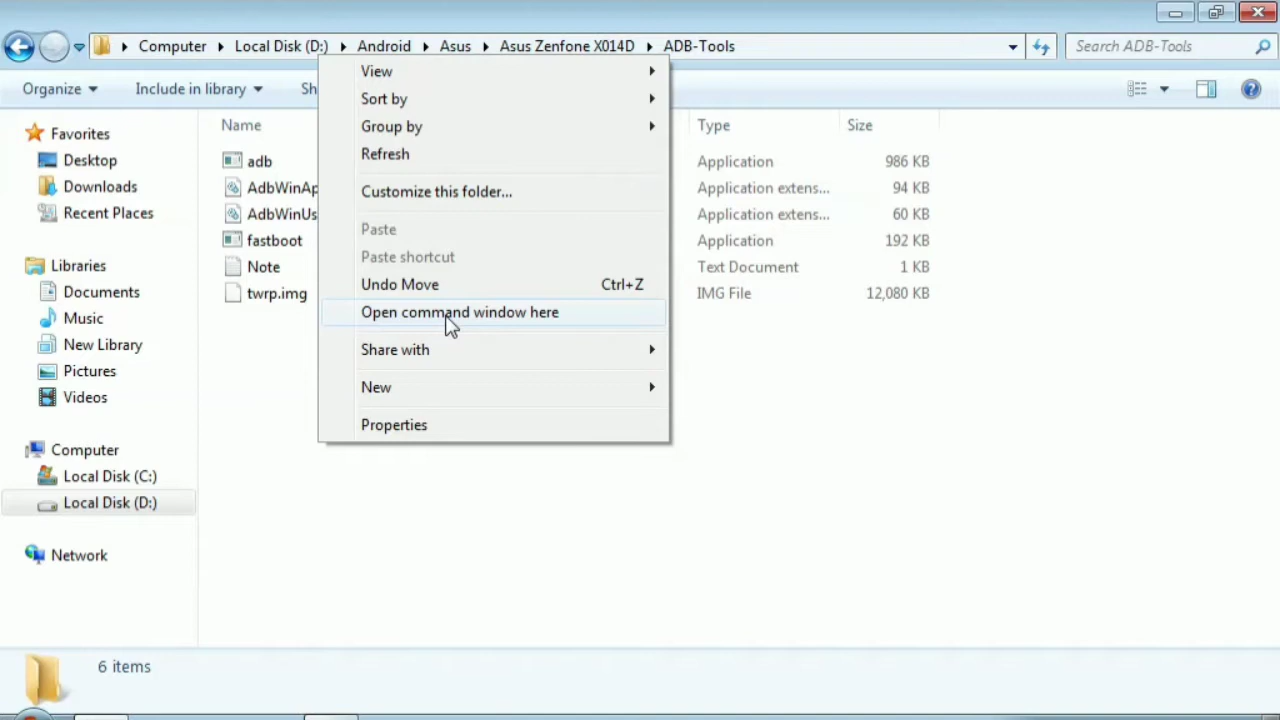 Computer Local Disk (D:) Android Asus Asus Zenfone X014D ADB-Tools Search ADB-Tools
Organize Include in library Sh
Name Type Size
Favorites
Desktop
Downloads
Recent Places
Libraries
Documents
Music
New Library
Pictures
Videos
Computer
Local Disk (C:)
Local Disk (D:)
Network
adb Application 986 KB
AdbWinAp Application extens... 94 KB
AdbWinUs Application extens... 60 KB
fastboot Application 192 KB
Note Text Document 1 KB
twrp.img IMG File 12,080 KB
View
Sort by
Group by
Refresh
Customize this folder...
Paste
Paste shortcut
Undo Move Ctrl+Z
Open command window here
Share with
New
Properties
6 items